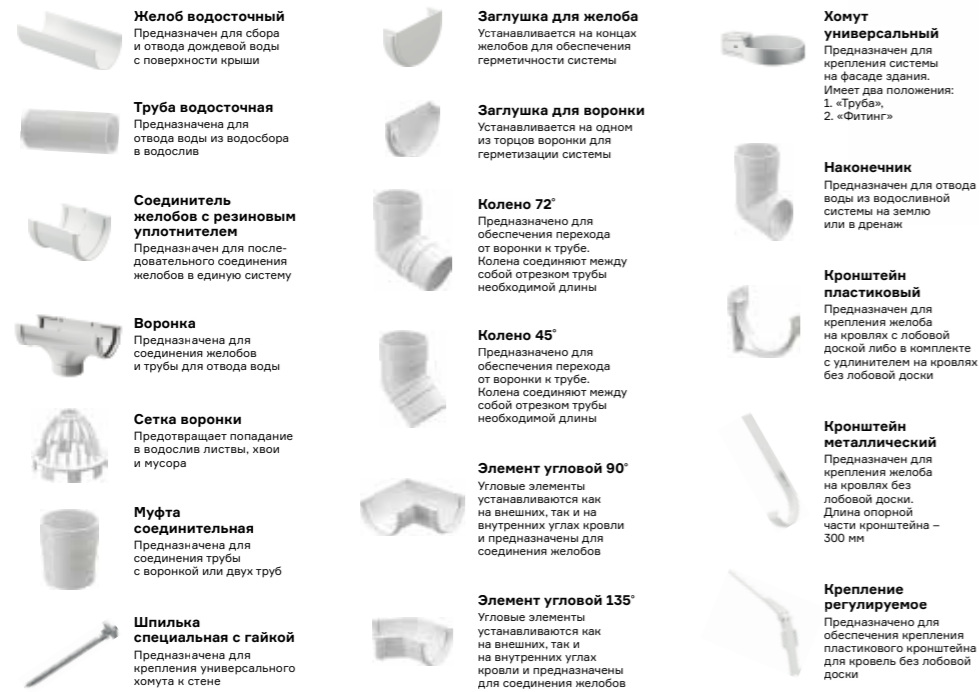 Желоб водосточный
Предназначен для сбора
и отвода дождевой воды
с поверхности крыши
Труба водосточная
Предназначена для
отвода воды из водосбора
в водослив
Соединитель
желобов с резиновым
уплотнителем
Предназначен для после-
довательного соединения
желобов в единую систему
Воронка
Предназначена для
соединения желобов
и трубы для отвода воды
Сетка воронки
Предотвращает попадание
в водослив листвы, хвои
и мусора
Муфта
соединительная
Предназначена для
соединения трубы
с воронкой или двух труб
Шпилька
специальная с гайкой
Предназначена для
крепления универсального
хомута к стене
Заглушка для желоба
Устанавливается на концах
желобов для обеспечения
герметичности системы
Заглушка для воронки
Устанавливается на одном
из торцов воронки для
герметизации системы
Колено 72°
Предназначено для
обеспечения перехода
от воронки к трубе.
Колена соединяют между
собой отрезком трубы
необходимой длины
Колено 45°
Предназначено для
обеспечения перехода
от воронки к трубе.
Колена соединяют между
собой отрезком трубы
необходимой длины
Элемент угловой 90°
Угловые элементы
устанавливаются как
на внешних, так и на
внутренних углах кровли
и предназначены для
соединения желобов
Элемент угловой 135°
Угловые элементы
устанавливаются как
на внешних, так и
на внутренних углах
кровли и предназначены
для соединения желобов
Хомут
универсальный
Предназначен для
крепления системы
на фасаде здания.
Имеет два положения:
1. «Труба»,
2. «Фитинг»
Наконечник
Предназначен для отвода
воды из водосливной
системы на землю
или в дренаж
Кронштейн
пластиковый
Предназначен для
крепления желоба
на кровлях с лобовой
доской либо в комплекте
с удлинителем на кровлях
без лобовой доски
Кронштейн
металлический
Предназначен для
крепления желоба
на кровлях без
лобовой доски.
Длина опорной
части кронштейна –
300 мм
Крепление
регулируемое
Предназначено для
обеспечения крепления
пластикового кронштейна
для кровель без лобовой
доски